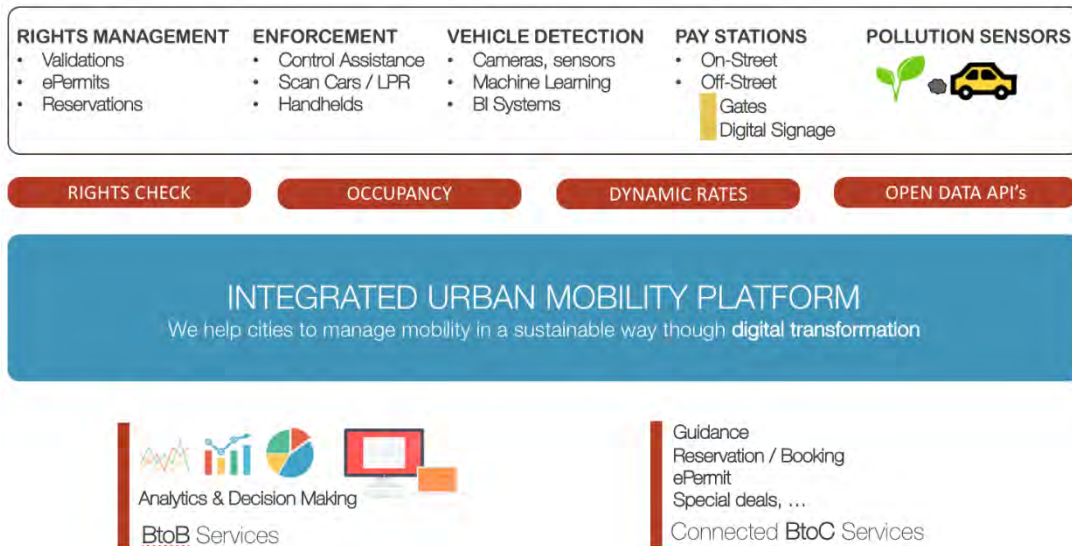 RIGHTS MANAGEMENT
• Validations
• ePermits
• Reservations
ENFORCEMENT
• Control Assistance
• Scan Cars / LPR
• Handhelds
VEHICLE DETECTION
• Cameras, sensors
• Machine Learning
• BI Systems
PAY STATIONS
• On-Street
• Off-Street
Gates
Digital Signage
POLLUTION SENSORS
RIGHTS CHECK
OCCUPANCY
DYNAMIC RATES
OPEN DATA API's
INTEGRATED URBAN MOBILITY PLATFORM
We help cities to manage mobility in a sustainable way though digital transformation
Analytics & Decision Making
BtoB Services
Guidance
Reservation / Booking
ePermit
Special deals, ...
Connected BtoC Services